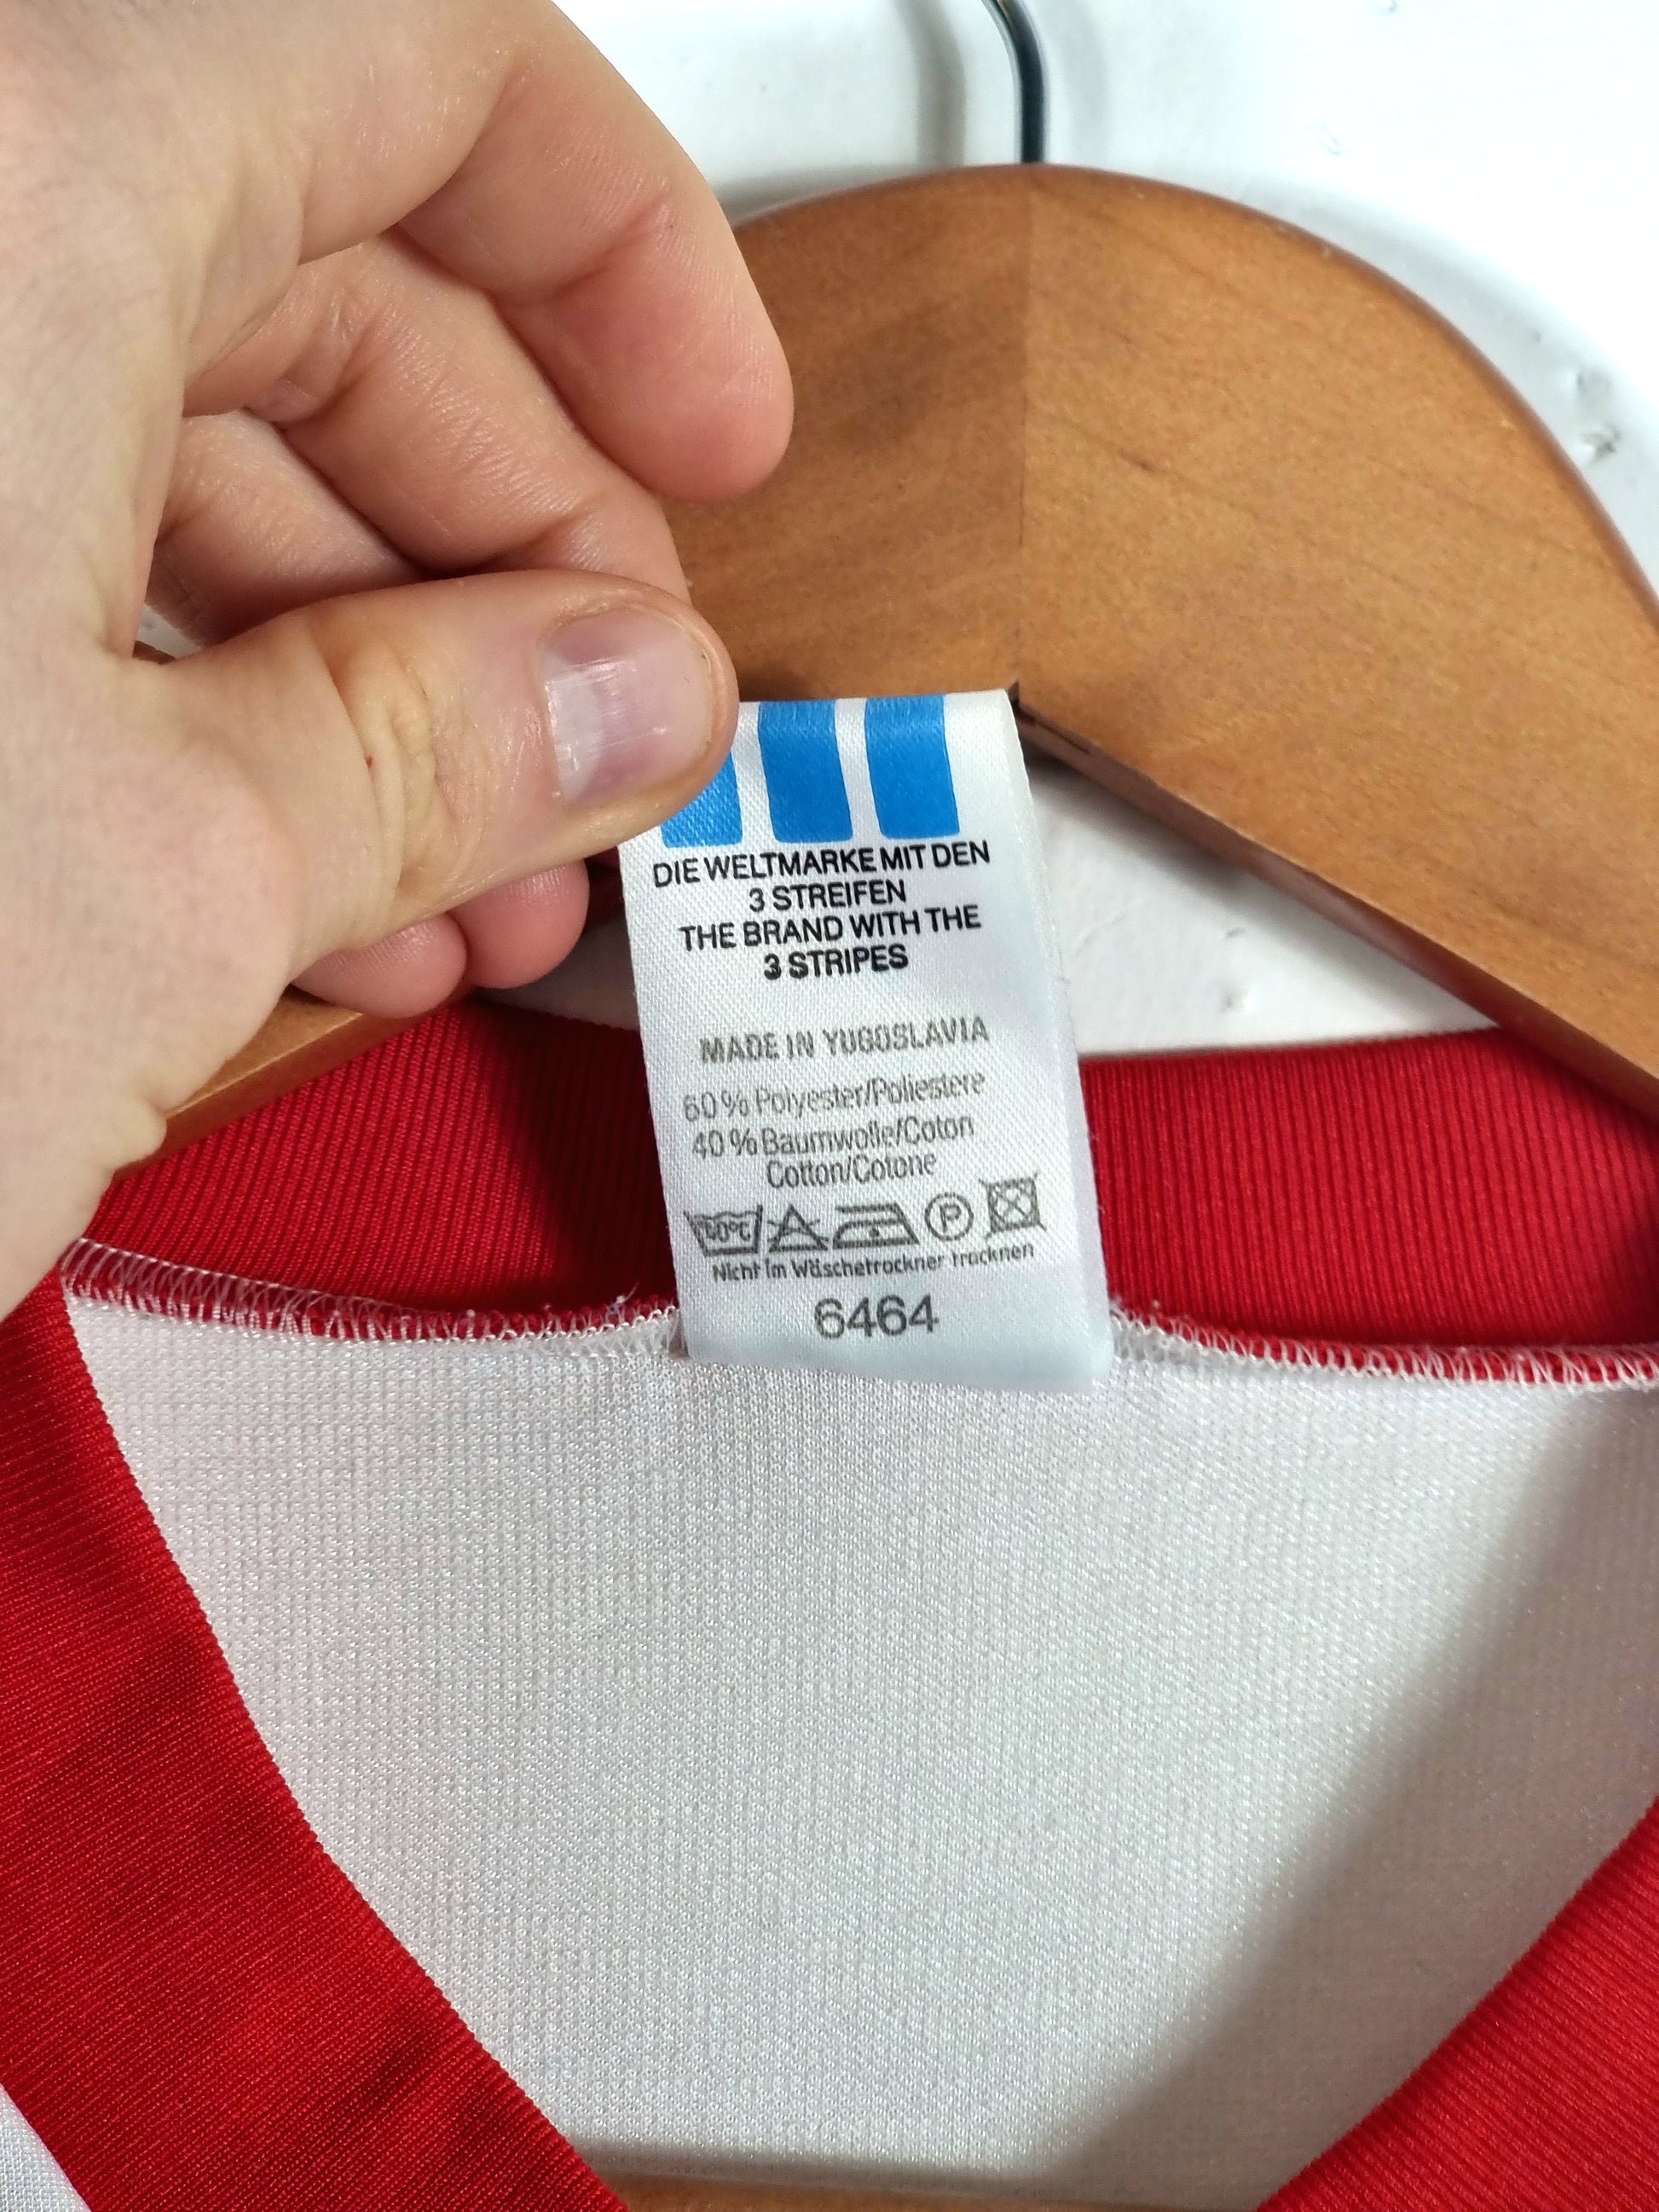 DIE WELTMARKE MIT DEN
3 STREIFEN
THE BRAND WITH THE
3 STRIPES
MADE IN YUGOSLAVIA
60% Polyester/Poliestere
40% Baumwolle/Coton
Cotton/Cotone
60°C P
Nicht im Wäschetrockner trocknen
6464